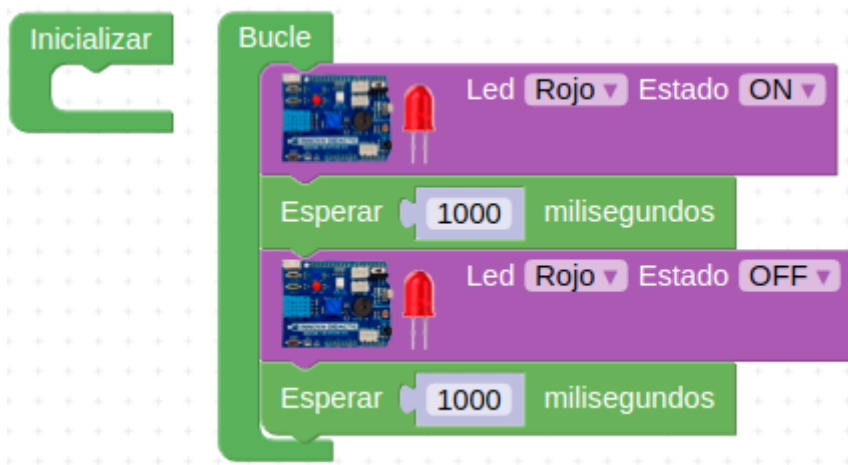 Inicializar
Bucle
Led Rojo Estado ON
Esperar 1000 milisegundos
Led Rojo Estado OFF
Esperar 1000 milisegundos